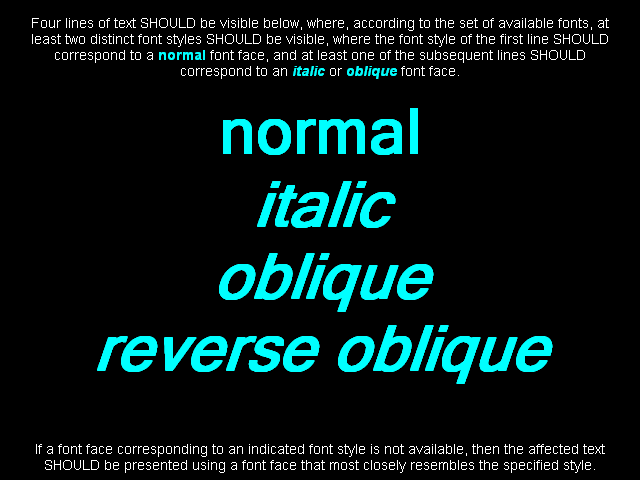 Four lines of text SHOULD be visible below, where, according to the set of available fonts, at
least two distinct font styles SHOULD be visible, where the font style of the first line SHOULD
correspond to a normal font face, and at least one of the subsequent lines SHOULD
correspond to an italic or oblique font face.
normal
italic
oblique
reverse oblique
If a font face corresponding to an indicated font style is not available, then the affected text
SHOULD be presented using a font face that most closely resembles the specified style.